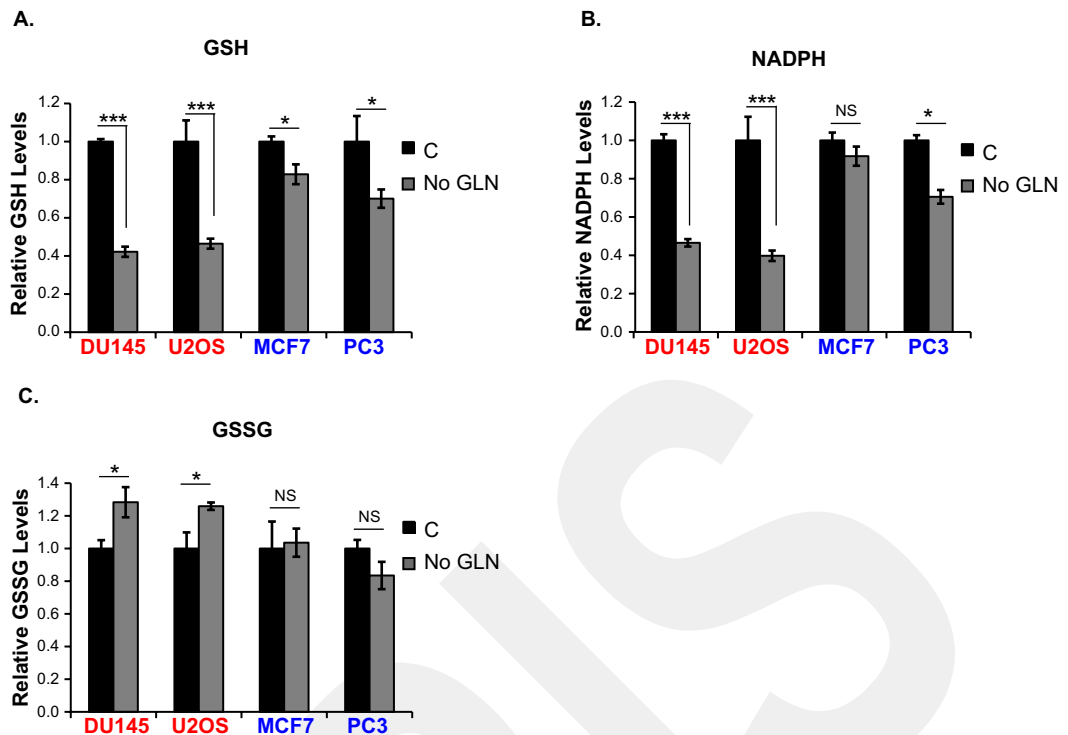 A.
GSH
Relative GSH Levels
1.2
1.0
0.8
0.6
0.4
0.2
0.0
***
***
*
*
C
No GLN
DU145 U2OS MCF7 PC3
B.
NADPH
Relative NADPH Levels
1.2
1.0
0.8
0.6
0.4
0.2
0.0
***
***
NS
*
C
No GLN
DU145 U2OS MCF7 PC3
C.
GSSG
Relative GSSG Levels
1.4
1.2
1.0
0.8
0.6
0.4
0.2
0.0
*
*
NS
NS
C
No GLN
DU145 U2OS MCF7 PC3